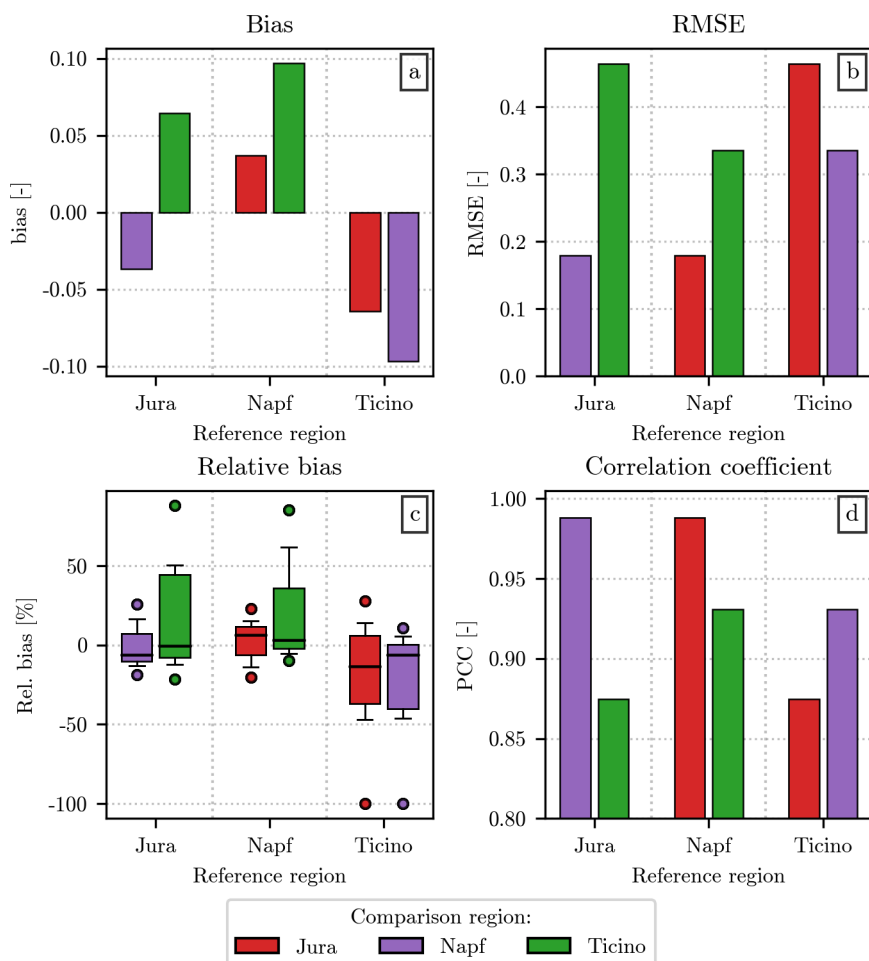 Bias
a
0.10
0.05
0.00
-0.05
-0.10
bias [-]
Jura Napf Ticino
Reference region
RMSE
b
0.4
0.3
0.2
0.1
0.0
RMSE [-]
Jura Napf Ticino
Reference region
Relative bias
c
50
0
-50
-100
Rel. bias [%]
Jura Napf Ticino
Reference region
Correlation coefficient
d
1.00
0.95
0.90
0.85
0.80
PCC [-]
Jura Napf Ticino
Reference region
Comparison region:
Jura Napf Ticino